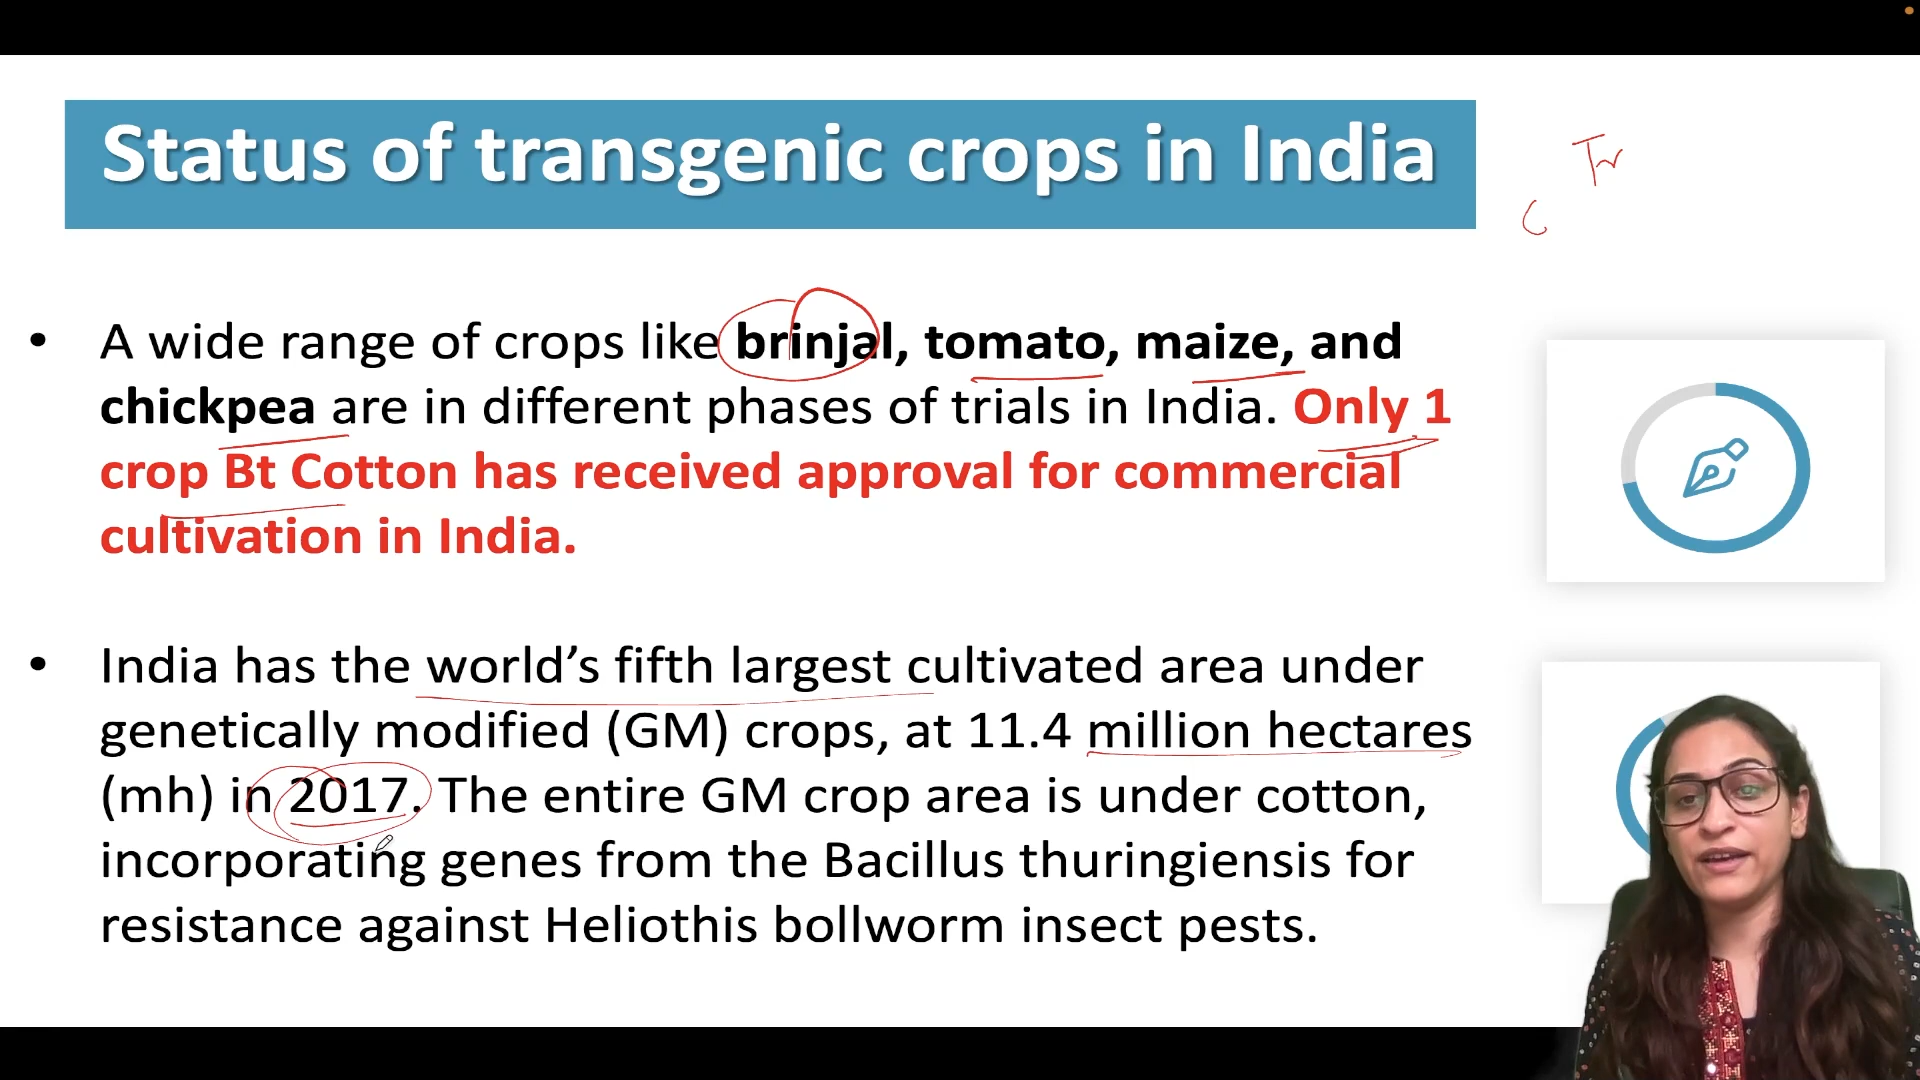 Status of transgenic crops in India
Tr
• A wide range of crops like brinjal, tomato, maize, and
chickpea are in different phases of trials in India. Only 1
crop Bt Cotton has received approval for commercial
cultivation in India.
• India has the world’s fifth largest cultivated area under
genetically modified (GM) crops, at 11.4 million hectares
(mh) in 2017. The entire GM crop area is under cotton,
incorporating genes from the Bacillus thuringiensis for
resistance against Heliothis bollworm insect pests.